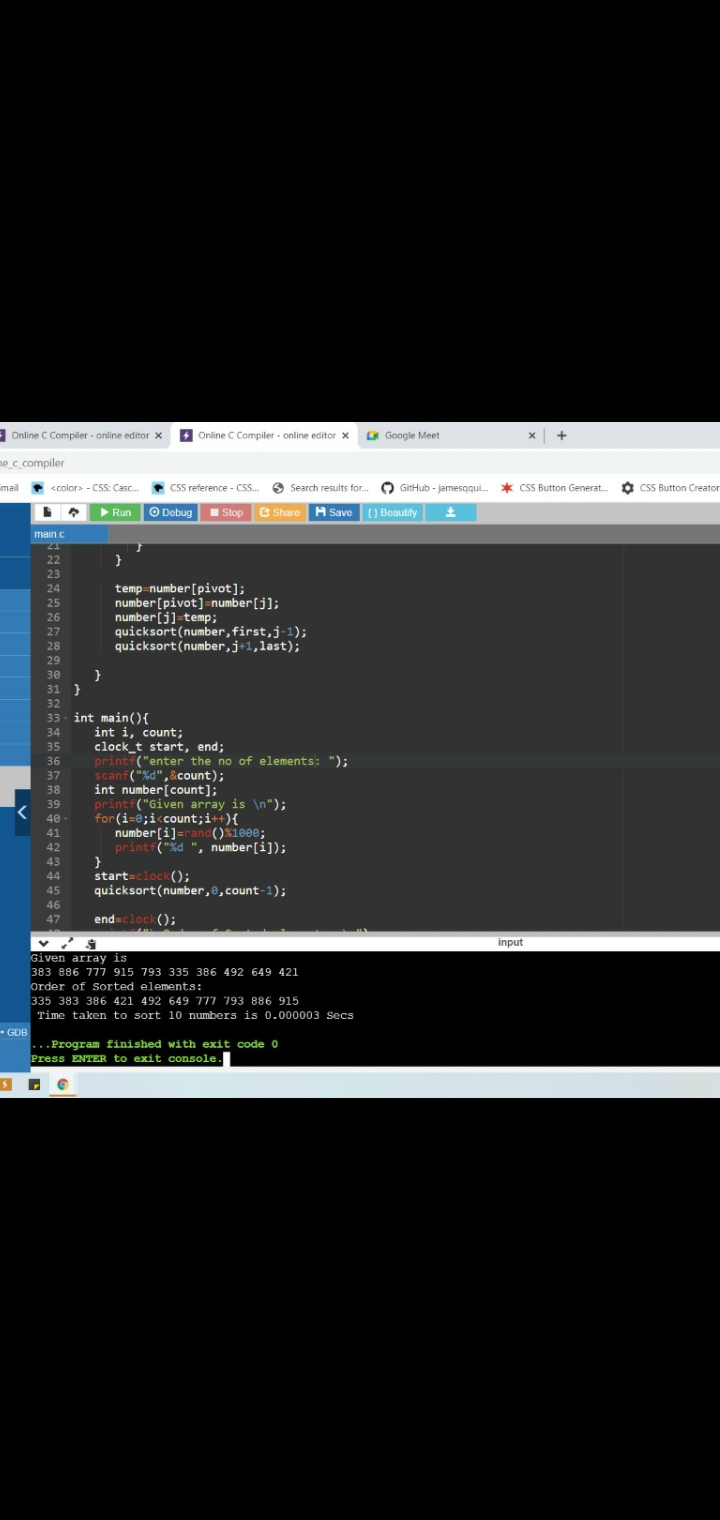 Online C Compiler - online editor × Online C Compiler - online editor × Google Meet × +
ne_c_compiler
mail <color> - CSS: Casc... CSS reference - CSS... Search results for... GitHub - jamesqqui... CSS Button Generat... CSS Button Creator
Run Debug Stop Share Save { } Beautify
main.c
21 }
22 }
23
24 temp=number[pivot];
25 number[pivot]=number[j];
26 number[j]=temp;
27 quicksort(number,first,j-1);
28 quicksort(number,j+1,last);
29
30 }
31 }
32
33 int main(){
34 int i, count;
35 clock_t start, end;
36 printf("enter the no of elements: ");
37 scanf("%d",&count);
38 int number[count];
39 printf("Given array is \n");
40 for(i=0;i<count;i++){
41 number[i]=rand()%1000;
42 printf("%d ", number[i]);
43 }
44 start=clock();
45 quicksort(number,0,count-1);
46
47 end=clock();
input
Given array is
383 886 777 915 793 335 386 492 649 421
Order of Sorted elements:
335 383 386 421 492 649 777 793 886 915
Time taken to sort 10 numbers is 0.000003 Secs
• GDB
...Program finished with exit code 0
Press ENTER to exit console.